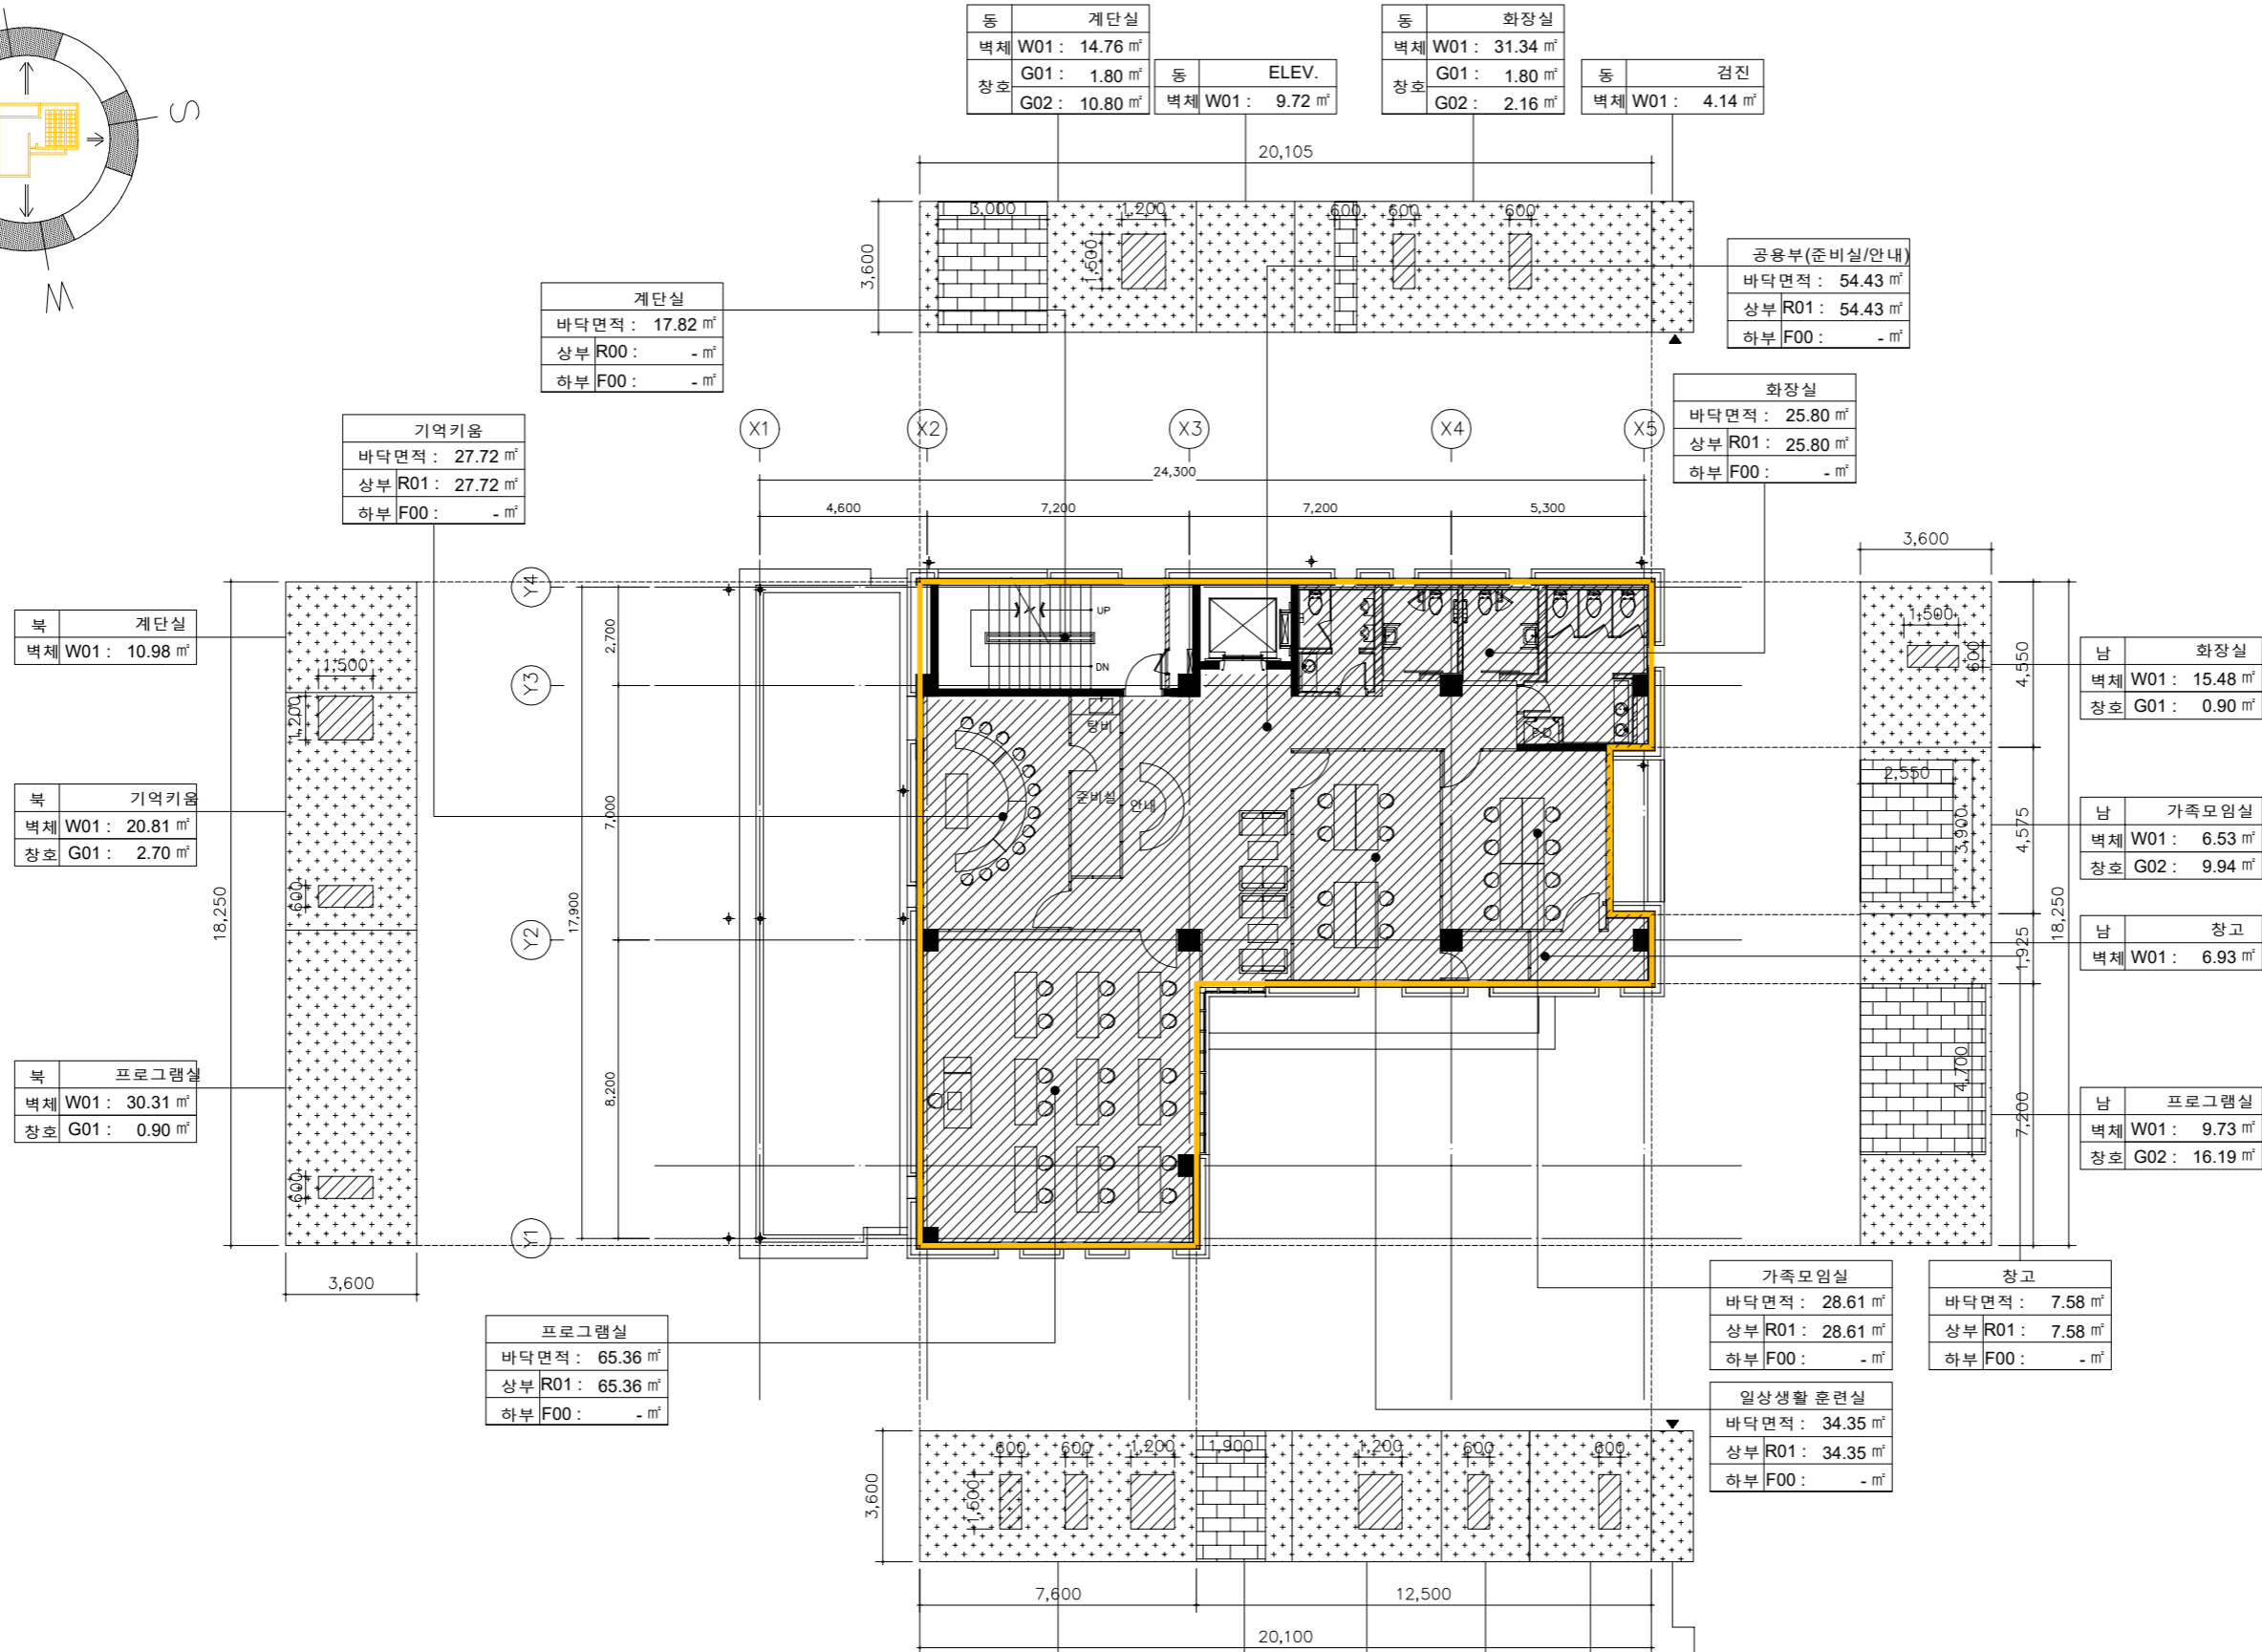 S
W
동 계단실
벽체 W01 : 14.76 ㎡
창호 G01 : 1.80 ㎡
G02 : 10.80 ㎡
동 ELEV.
벽체 W01 : 9.72 ㎡
동 화장실
벽체 W01 : 31.34 ㎡
창호 G01 : 1.80 ㎡
G02 : 2.16 ㎡
동 검진
벽체 W01 : 4.14 ㎡
20,105
3,000 1,200 600 600 600
1,500
3,600
공용부(준비실/안내)
바닥면적 : 54.43 ㎡
상부 R01 : 54.43 ㎡
하부 F00 : - ㎡
계단실
바닥면적 : 17.82 ㎡
상부 R00 : - ㎡
하부 F00 : - ㎡
화장실
바닥면적 : 25.80 ㎡
상부 R01 : 25.80 ㎡
하부 F00 : - ㎡
기억키움
바닥면적 : 27.72 ㎡
상부 R01 : 27.72 ㎡
하부 F00 : - ㎡
X1 X2 X3 X4 X5
24,300
4,600 7,200 7,200 5,300
Y4
Y3
Y2
Y1
2,700
7,000
8,200
17,900
UP
DN
탕비
준비실
안내
P.D
북 계단실
벽체 W01 : 10.98 ㎡
북 기억키움
벽체 W01 : 20.81 ㎡
창호 G01 : 2.70 ㎡
북 프로그램실
벽체 W01 : 30.31 ㎡
창호 G01 : 0.90 ㎡
18,250
1,500
1,200
600
600
3,600
3,600
1,500
600
4,550
2,550
3,900
4,575
1,925
4,700
7,200
18,250
남 화장실
벽체 W01 : 15.48 ㎡
창호 G01 : 0.90 ㎡
남 가족모임실
벽체 W01 : 6.53 ㎡
창호 G02 : 9.94 ㎡
남 창고
벽체 W01 : 6.93 ㎡
남 프로그램실
벽체 W01 : 9.73 ㎡
창호 G02 : 16.19 ㎡
가족모임실
바닥면적 : 28.61 ㎡
상부 R01 : 28.61 ㎡
하부 F00 : - ㎡
창고
바닥면적 : 7.58 ㎡
상부 R01 : 7.58 ㎡
하부 F00 : - ㎡
프로그램실
바닥면적 : 65.36 ㎡
상부 R01 : 65.36 ㎡
하부 F00 : - ㎡
일상생활 훈련실
바닥면적 : 34.35 ㎡
상부 R01 : 34.35 ㎡
하부 F00 : - ㎡
600 600 1,200 1,900 1,200 600 600
1,500
3,600
7,600 12,500
20,100